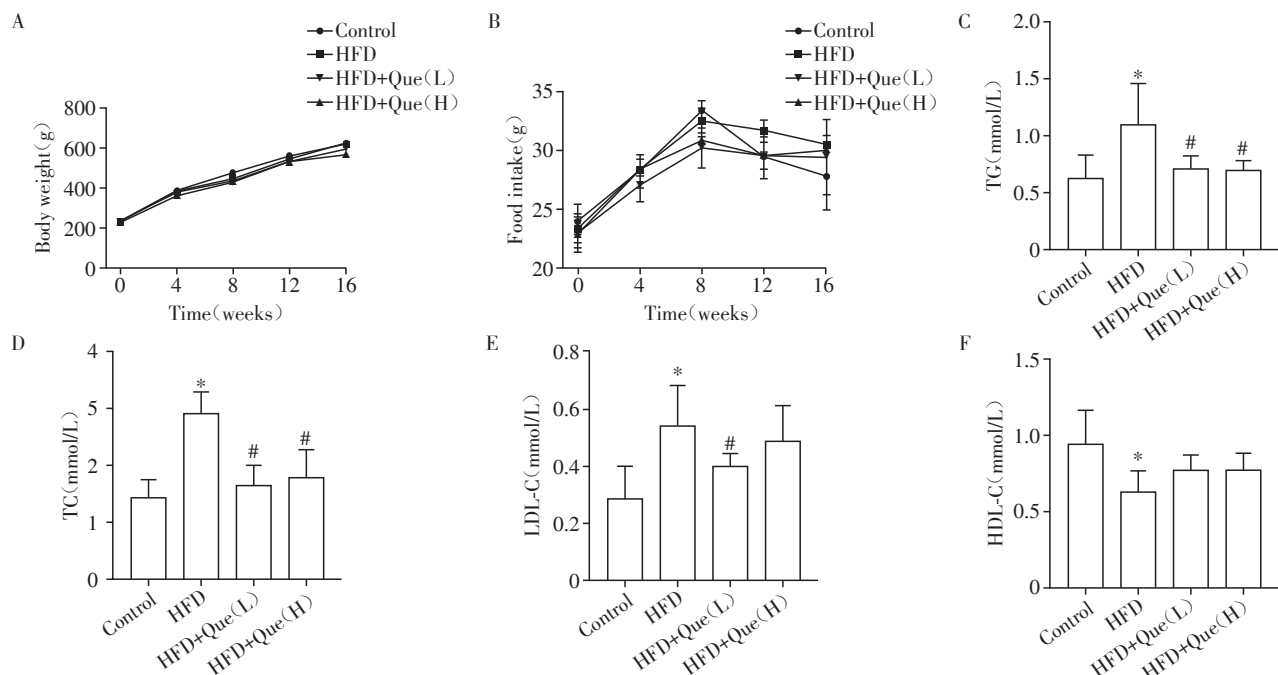 A
Control
HFD
HFD+Que(L)
HFD+Que(H)
800
600
400
200
0
Body weight(g)
0 4 8 12 16
Time(weeks)
B
Control
HFD
HFD+Que(L)
HFD+Que(H)
35
30
25
20
Food intake(g)
0 4 8 12 16
Time(weeks)
C
2.0
1.5
1.0
0.5
0
TG(mmol/L)
*
#
#
Control
HFD
HFD+Que(L)
HFD+Que(H)
D
4
5
2
1
0
TC(mmol/L)
*
#
#
Control
HFD
HFD+Que(L)
HFD+Que(H)
E
0.8
0.6
0.4
0.3
0
LDL-C(mmol/L)
*
#
Control
HFD
HFD+Que(L)
HFD+Que(H)
F
1.5
1.0
0.5
0
HDL-C(mmol/L)
*
Control
HFD
HFD+Que(L)
HFD+Que(H)